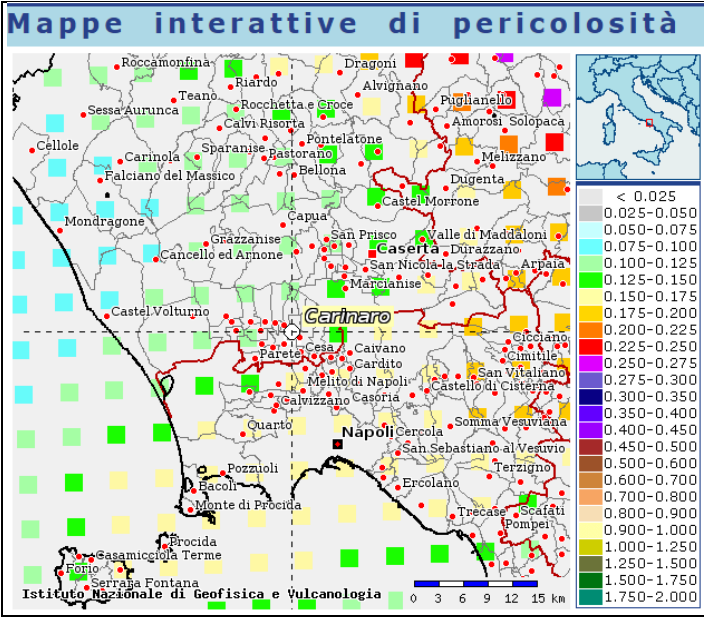 Mappe interattive di pericolosità
Roccamonfina
Dragoni
Riardo
Alvignano
Teano
Rocchetta e Croce
Puglianello
Sessa Aurunca
Calvi Risorta
Amorosi
Solopaca
Cellole
Sparanise
Pontelatone
Carinola
Pastorano
Melizzano
Falciano del Massico
Bellona
Dugenta
Castel Morrone
Mondragone
Capua
Grazzanise
San Prisco
Valle di Maddaloni
Cancello ed Arnone
Caserta
Durazzano
San Nicola la Strada
Arpaia
Marcianise
Castel Volturno
Carinaro
Cicciano
Parete
Cesa
Caivano
Cimitile
Cardito
San Vitaliano
Melito di Napoli
Castello di Cisterna
Calvizzano
Casoria
Quarto
Napoli
Cercola
Somma Vesuviana
San Sebastiano al Vesuvio
Pozzuoli
Terzigno
Bacoli
Ercolano
Monte di Procida
Trecase
Scafati
Pompei
Procida
Casamicciola Terme
Forio
Serrara Fontana
Istituto Nazionale di Geofisica e Vulcanologia
0 3 6 9 12 15 km
< 0.025
0.025-0.050
0.050-0.075
0.075-0.100
0.100-0.125
0.125-0.150
0.150-0.175
0.175-0.200
0.200-0.225
0.225-0.250
0.250-0.275
0.275-0.300
0.300-0.350
0.350-0.400
0.400-0.450
0.450-0.500
0.500-0.600
0.600-0.700
0.700-0.800
0.800-0.900
0.900-1.000
1.000-1.250
1.250-1.500
1.500-1.750
1.750-2.000